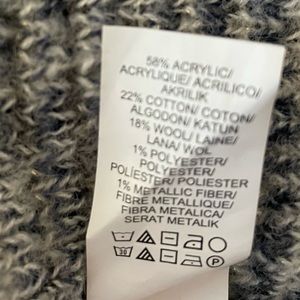 58% ACRYLIC/
ACRYLIQUE/ ACRILICO/
AKRILIK
22% COTTON/ COTON/
ALGODON/ KATUN
18% WOOL/ LAINE/
LANA/ WOL
1% POLYESTER/
POLYESTER/
POLIESTER/ POLIESTER
1% METALLIC FIBER/
FIBRE METALLIQUE/
FIBRA METALICA/
SERAT METALIK
30 P